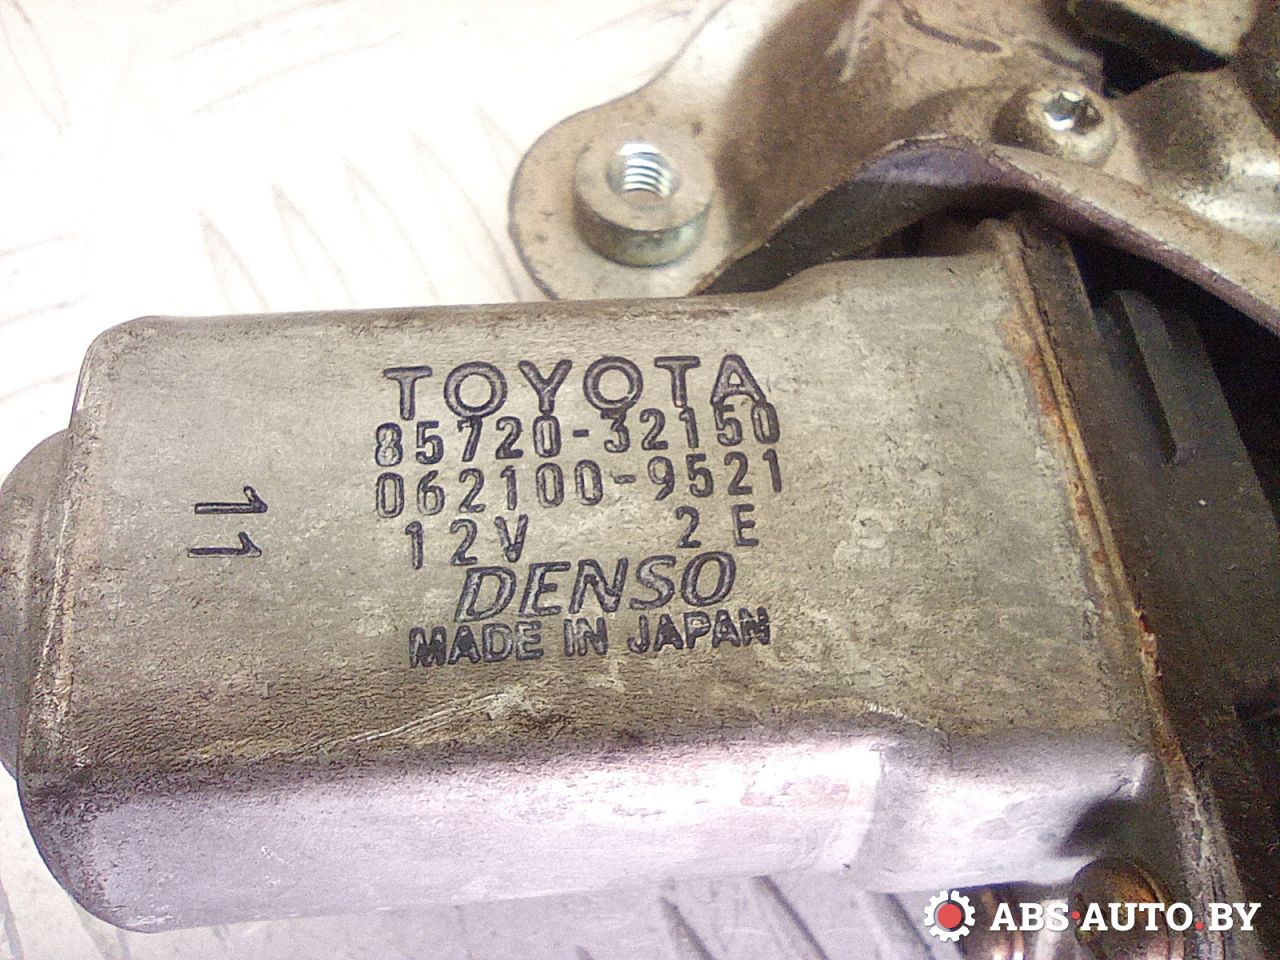 TOYOTA
85720-32150
062100-9521
12V 2E
DENSO
MADE IN JAPAN
11
ABS·AUTO.BY